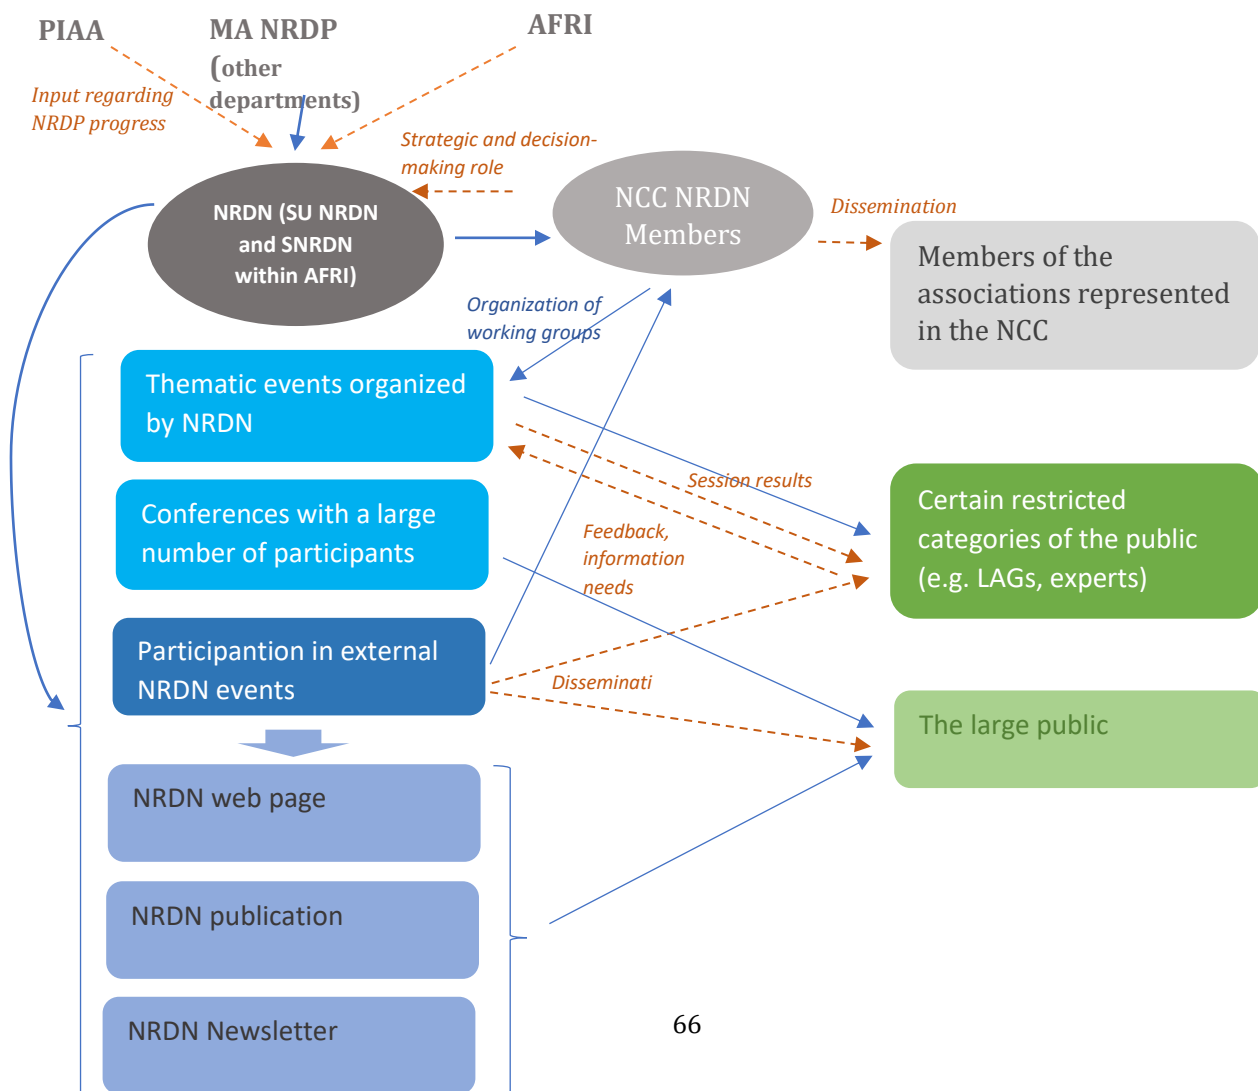 PIAA
MA NRDP
(other
departments)
AFRI
Input regarding
NRDP progress
Strategic and decision-
making role
NRDN (SU NRDN
and SNRDN
within AFRI)
NCC NRDN
Members
Dissemination
Members of the
associations represented
in the NCC
Organization of
working groups
Thematic events organized
by NRDN
Session results
Conferences with a large
number of participants
Feedback,
information
needs
Certain restricted
categories of the public
(e.g. LAGs, experts)
Participantion in external
NRDN events
Disseminati
The large public
NRDN web page
NRDN publication
NRDN Newsletter
66